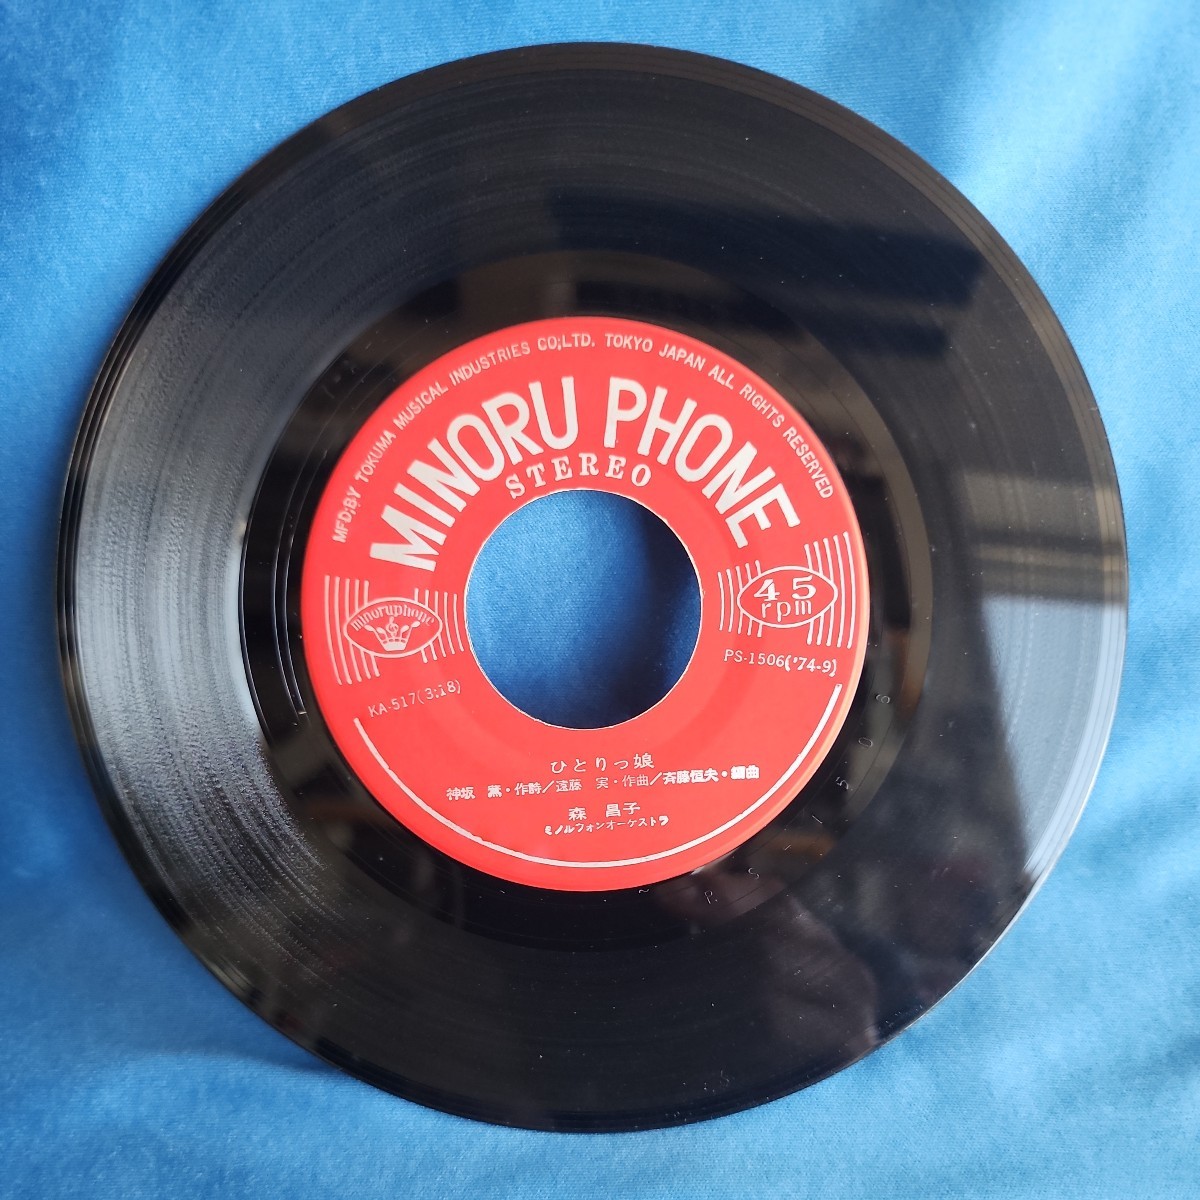 MFD;BY TOKUMA MUSICAL INDUSTRIES CO;LTD. TOKYO JAPAN ALL RIGHTS RESERVED
MINORU PHONE
STEREO
minoruphone
45
rpm
KA-517(3:18)
PS-1506('74-9)
ひとりっ娘
神坂 薫・作詩/遠藤 実・作曲/斉藤恒夫・編曲
森 昌子
ミノルフォンオーケストラ
~ P.S 1506